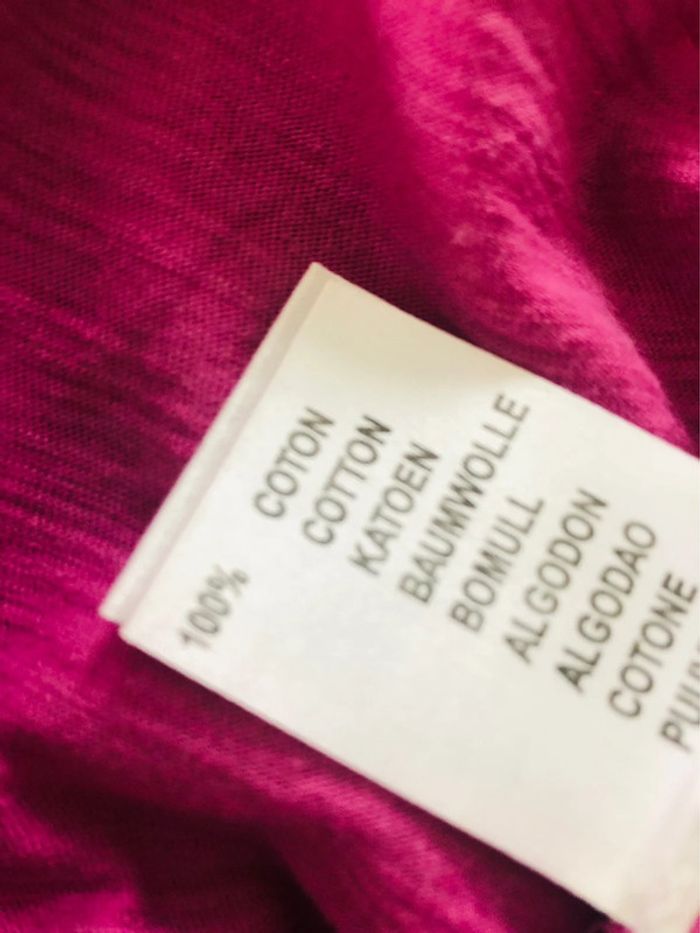 100% COTON
COTTON
KATOEN
BAUMWOLLE
BOMULL
ALGODON
ALGODAO
COTONE